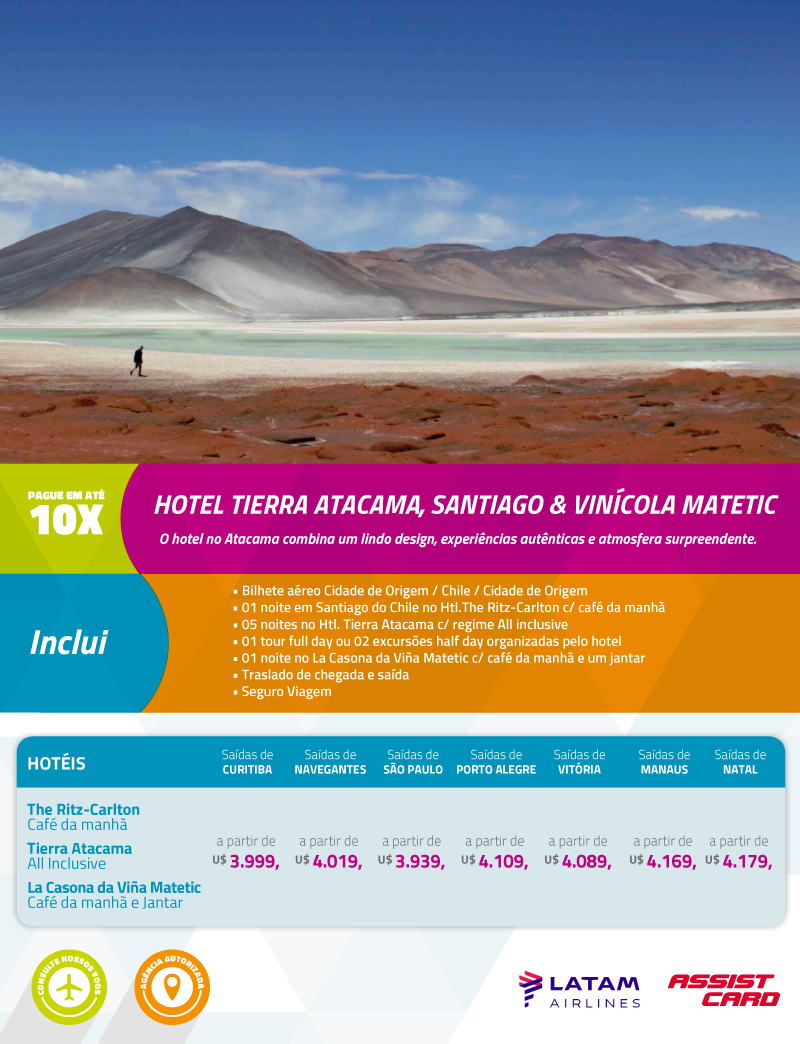 PAGUE EM ATÉ
10X
HOTEL TIERRA ATACAMA, SANTIAGO & VINÍCOLA MATETIC
O hotel no Atacama combina um lindo design, experiências autênticas e atmosfera surpreendente.
Inclui
• Bilhete aéreo Cidade de Origem / Chile / Cidade de Origem
• 01 noite em Santiago do Chile no Htl.The Ritz-Carlton c/ café da manhã
• 05 noites no Htl. Tierra Atacama c/ regime All inclusive
• 01 tour full day ou 02 excursões half day organizadas pelo hotel
• 01 noite no La Casona da Viña Matetic c/ café da manhã e um jantar
• Traslado de chegada e saída
• Seguro Viagem
HOTÉIS
Saídas de
CURITIBA
Saídas de
NAVEGANTES
Saídas de
SÃO PAULO
Saídas de
PORTO ALEGRE
Saídas de
VITÓRIA
Saídas de
MANAUS
Saídas de
NATAL
The Ritz-Carlton
Café da manhã
Tierra Atacama
All Inclusive
La Casona da Viña Matetic
Café da manhã e Jantar
a partir de
U$ 3.999,
a partir de
U$ 4.019,
a partir de
U$ 3.939,
a partir de
U$ 4.109,
a partir de
U$ 4.089,
a partir de
U$ 4.169,
a partir de
U$ 4.179,
CONSULTE NOSSOS VOOS
AGÊNCIA AUTORIZADA
LATAM
AIRLINES
ASSIST
CARD